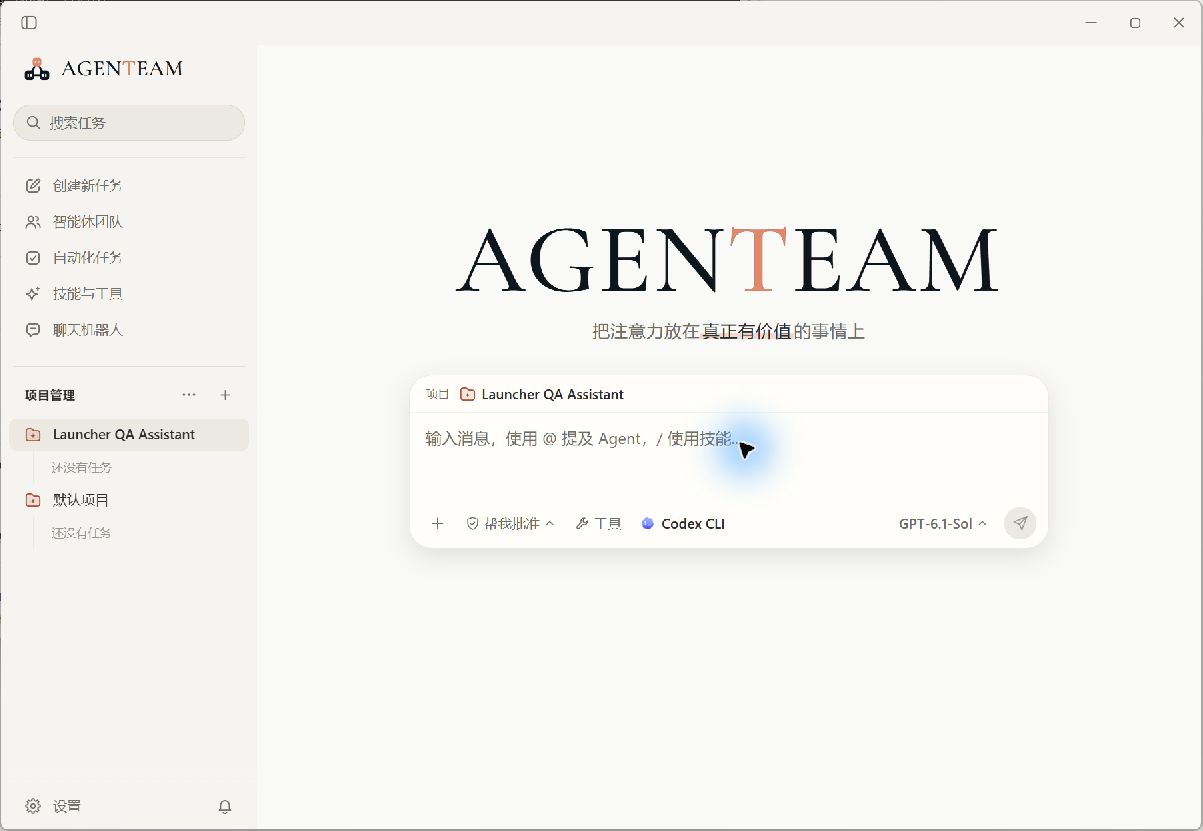 AGENTEAM
搜索任务
创建新任务
智能体团队
自动化任务
技能与工具
聊天机器人
项目管理
Launcher QA Assistant
还没有任务
默认项目
还没有任务
设置
AGENTEAM
把注意力放在真正有价值的事情上
项目 Launcher QA Assistant
输入消息，使用 @ 提及 Agent，/ 使用技能...
帮我批准 工具 Codex CLI GPT-6.1-Sol